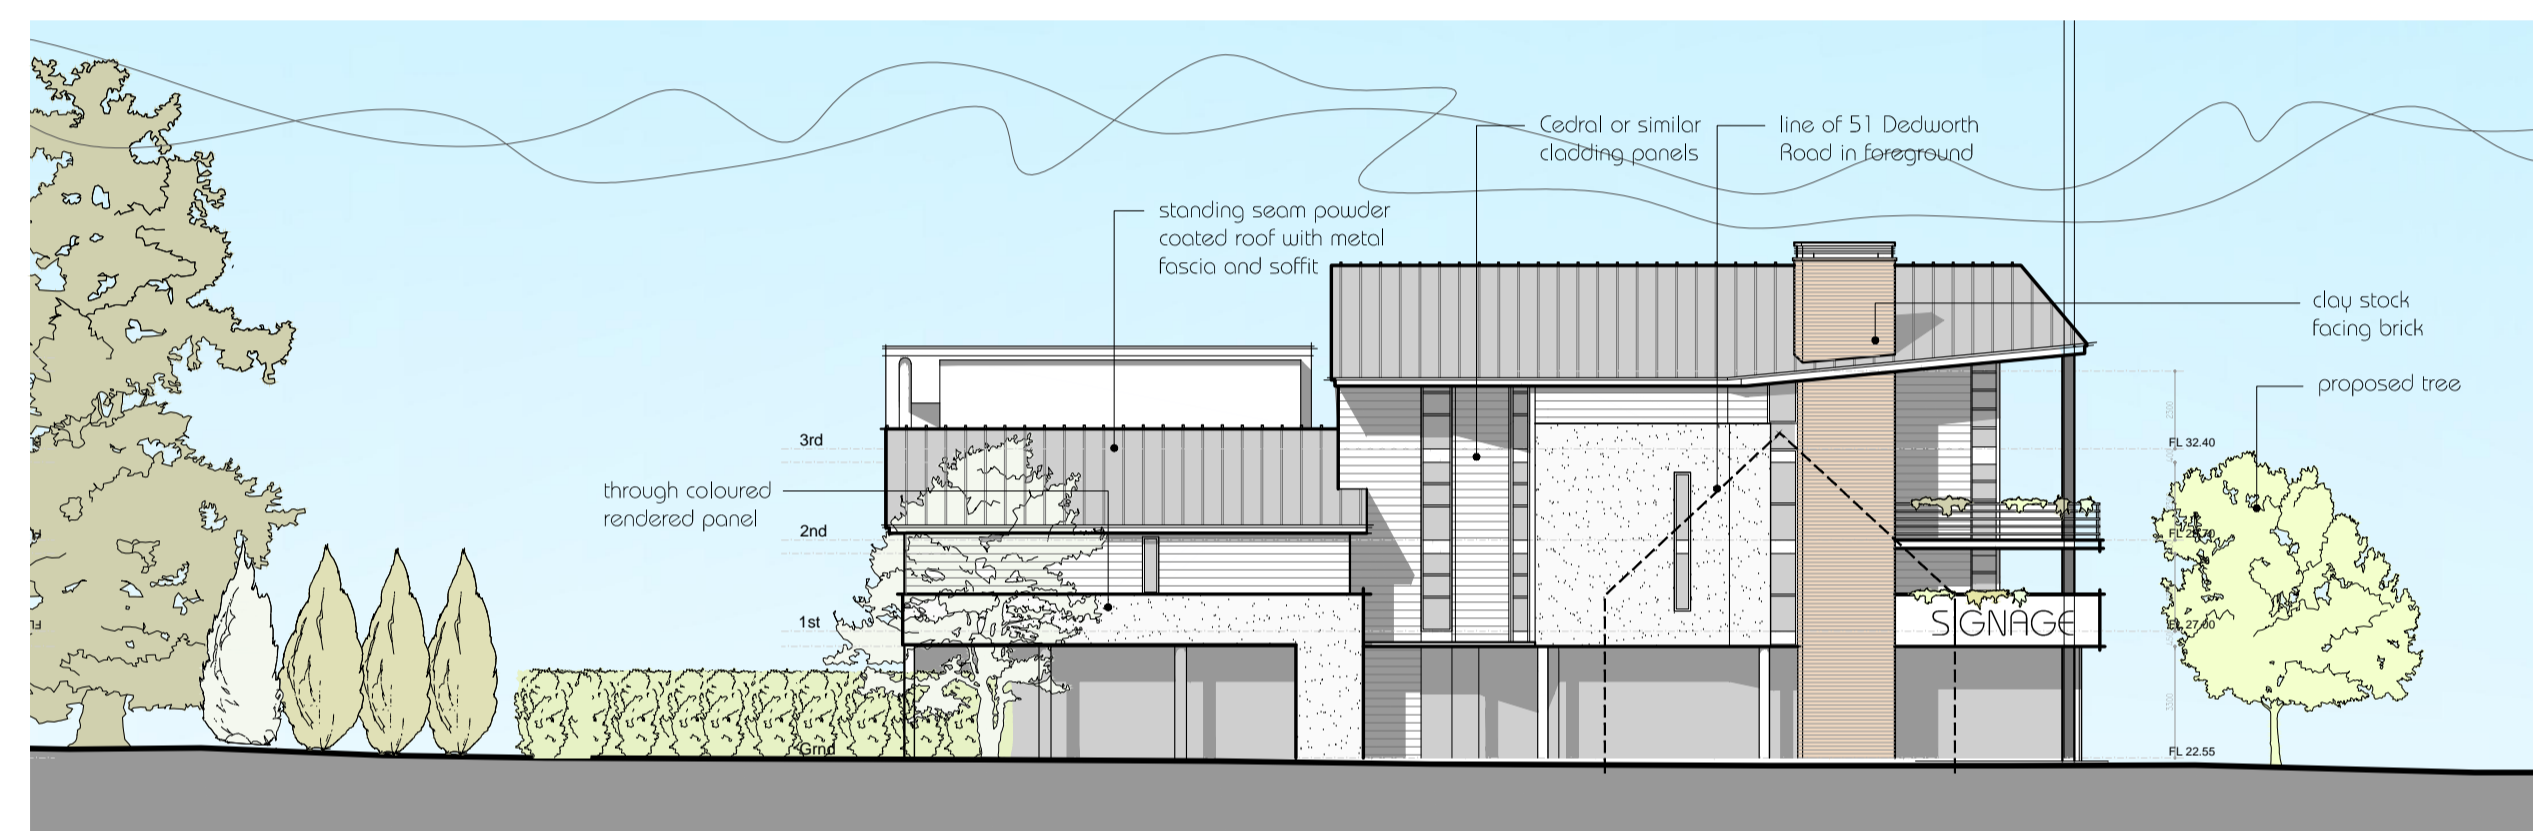 Cedral or similar
cladding panels
line of 51 Dedworth
Road in foreground
standing seam powder
coated roof with metal
fascia and soffit
clay stock
facing brick
proposed tree
3rd
FL 32.40
through coloured
rendered panel
2nd
1st
SIGNAGE
FL 27.00
Grnd
FL 22.55
2300
3300